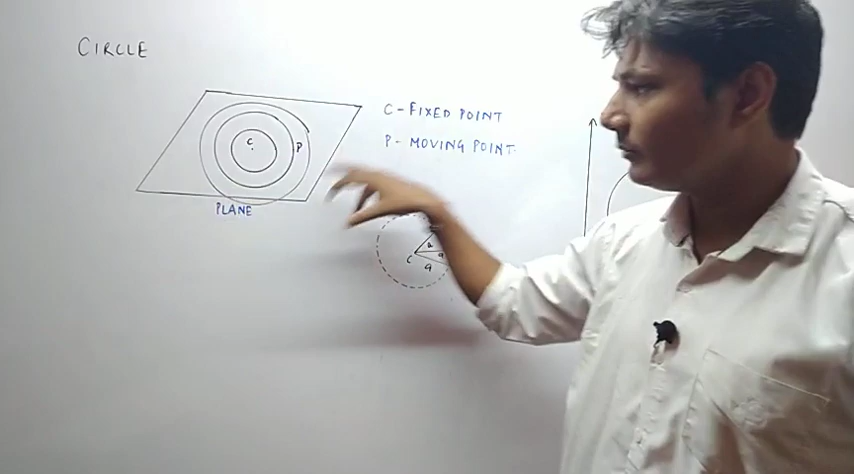 CIRCLE
C - FIXED POINT
P - MOVING POINT.
C
P
PLANE
C
a
a
a